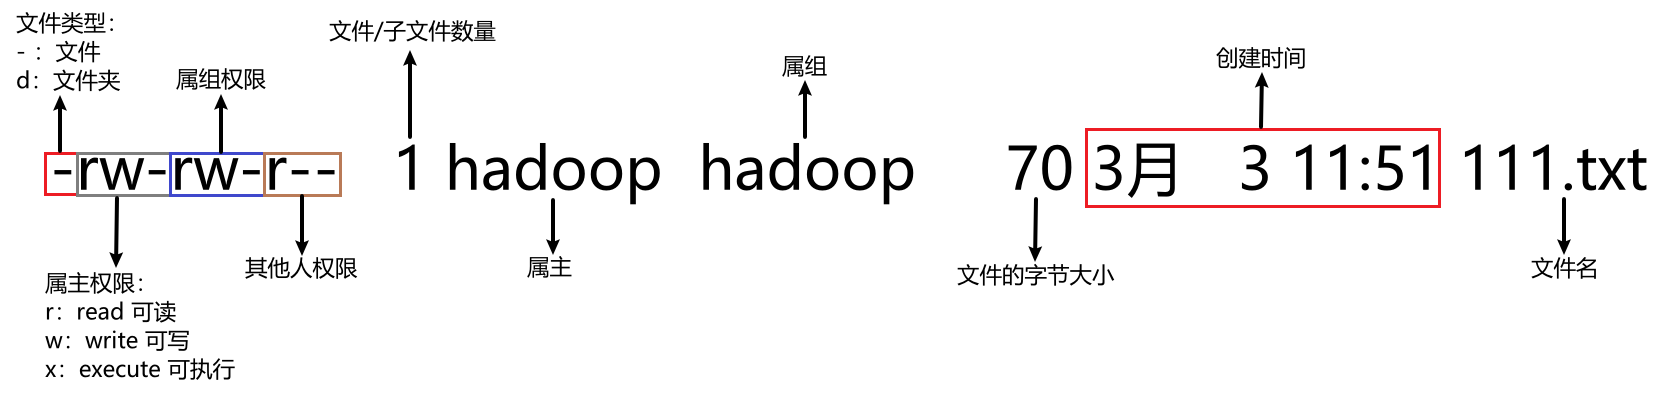 文件类型：
-：文件
d：文件夹
属组权限
文件/子文件数量
属组
创建时间
-rw-rw-r-- 1 hadoop hadoop 70 3月 3 11:51 111.txt
属主权限：
r：read 可读
w：write 可写
x：execute 可执行
其他人权限
属主
文件的字节大小
文件名